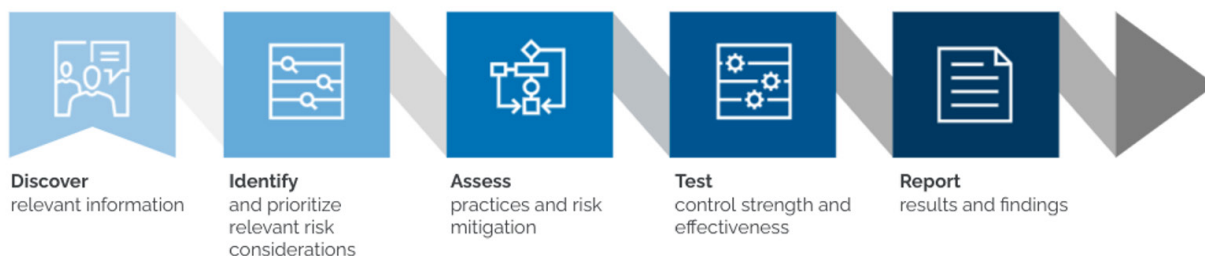 Discover
relevant information
Identify
and prioritize
relevant risk
considerations
Assess
practices and risk
mitigation
Test
control strength and
effectiveness
Report
results and findings